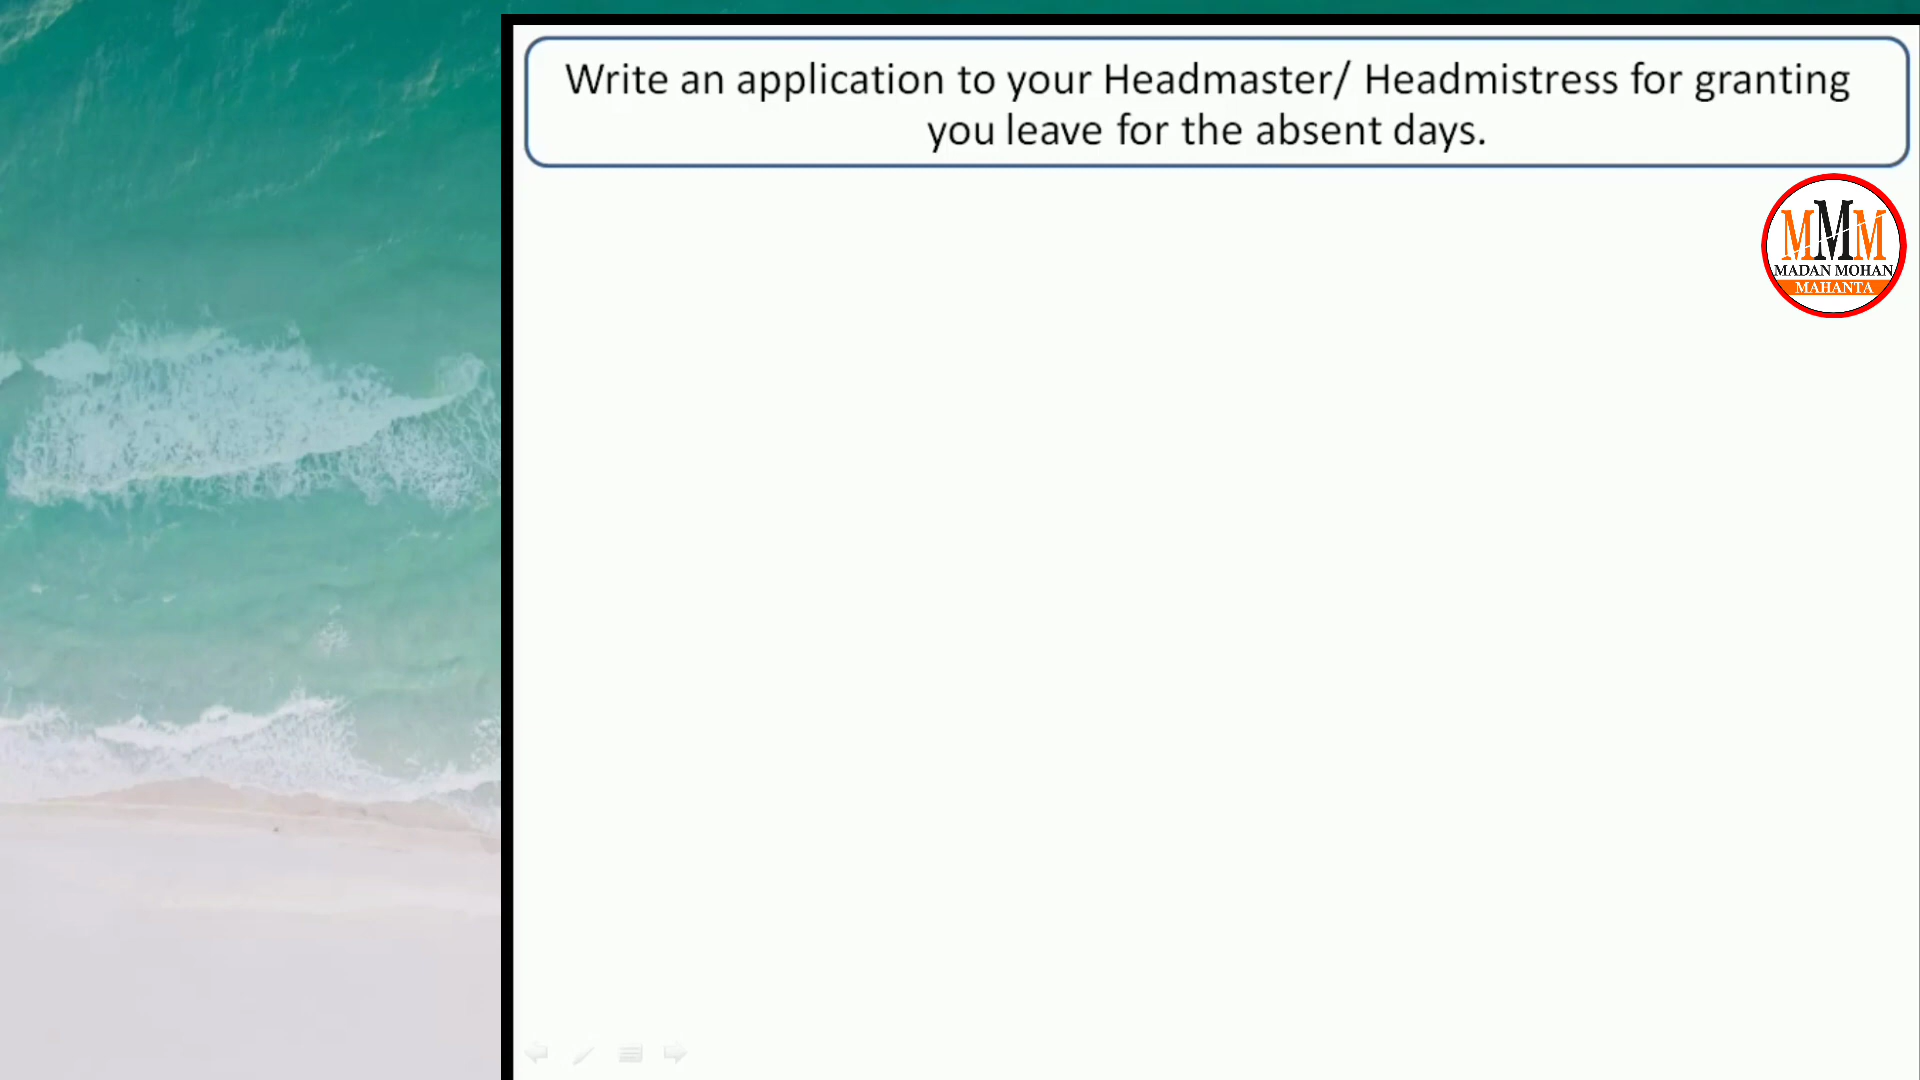 Write an application to your Headmaster/ Headmistress for granting
you leave for the absent days.
MMM
MADAN MOHAN
MAHANTA